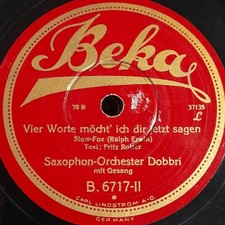 Beka
78 R
37135
L
Vier Worte möcht' ich dir jetzt sagen
Slow-Fox (Ralph Erwin)
Text: Fritz Rotter
Saxophon-Orchester Dobbri
mit Gesang
B. 6717-II
CARL LINDSTRÖM A.-G.
GERMANY